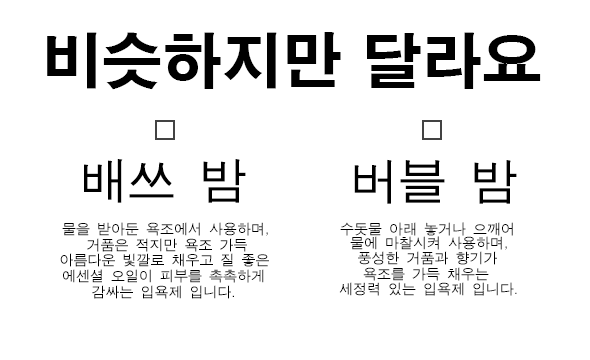 비슷하지만 달라요
배쓰 밤
물을 받아둔 욕조에서 사용하며,
거품은 적지만 욕조 가득
아름다운 빛깔로 채우고 질 좋은
에센셜 오일이 피부를 촉촉하게
감싸는 입욕제 입니다.
버블 밤
수돗물 아래 놓거나 으깨어
물에 마찰시켜 사용하며,
풍성한 거품과 향기가
욕조를 가득 채우는
세정력 있는 입욕제 입니다.